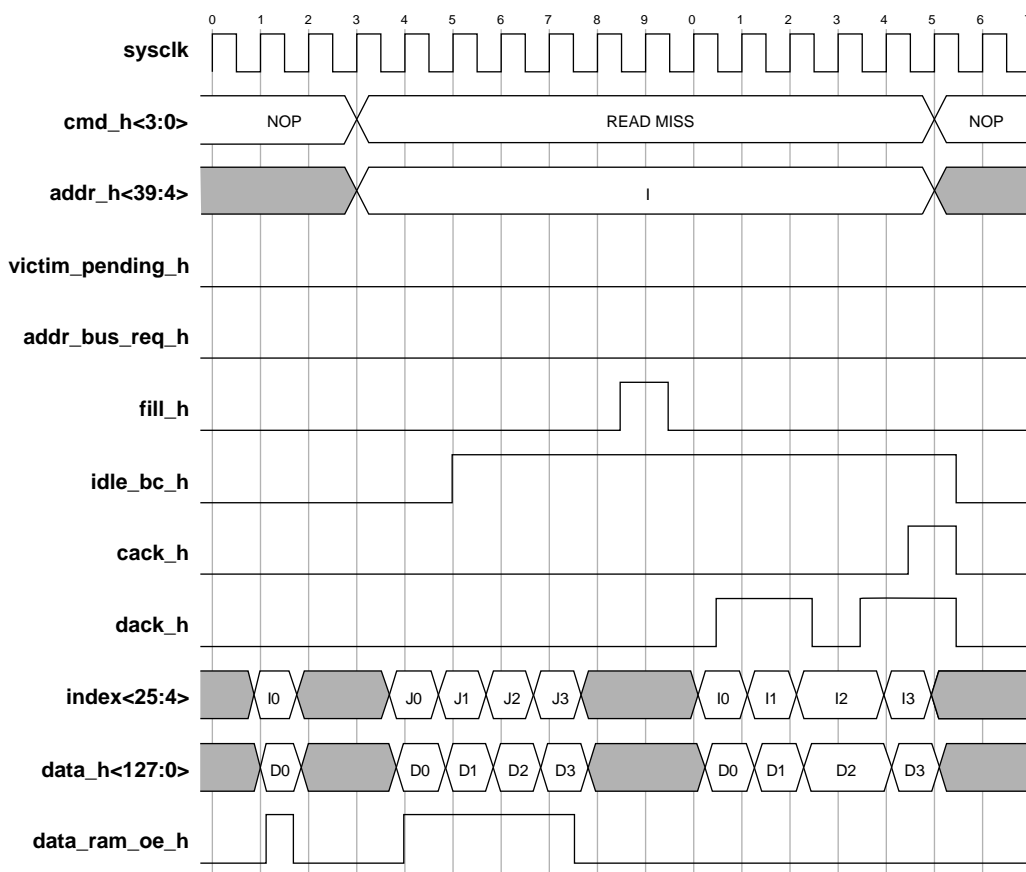 0 1 2 3 4 5 6 7 8 9 0 1 2 3 4 5 6 7
sysclk
cmd_h<3:0> NOP READ MISS NOP
addr_h<39:4> I
victim_pending_h
addr_bus_req_h
fill_h
idle_bc_h
cack_h
dack_h
index<25:4> I0 J0 J1 J2 J3 I0 I1 I2 I3
data_h<127:0> D0 D0 D1 D2 D3 D0 D1 D2 D3
data_ram_oe_h